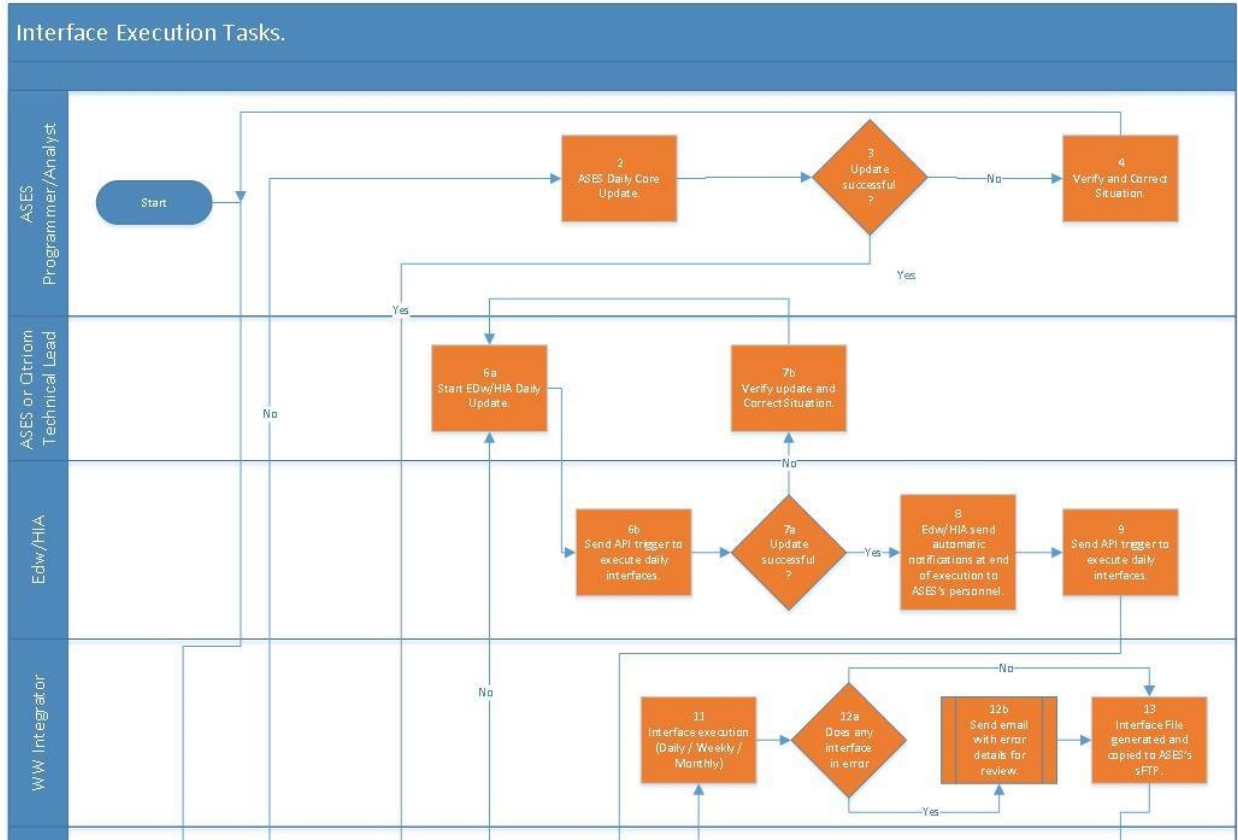 Interface Execution Tasks.
ASES
Programmer/Analyst
Start
2
ASES Daily Core
Update.
3
Update
successful
?
No
4
Verify and Correct
Situation.
Yes
Yes
ASES or Citriom
Technical Lead
6a
Start EDw/HIA Daily
Update.
7b
Verify update and
Correct Situation.
No
No
Edw/HIA
6b
Send API trigger to
execute daily
interfaces.
7a
Update
successful
?
Yes
8
Edw/HIA send
automatic
notifications at end
of execution to
ASES's personnel.
9
Send API trigger to
execute daily
interfaces.
WW Integrator
No
No
11
Interface execution
(Daily / Weekly /
Monthly)
12a
Does any
interface
in error
12b
Send email
with error
details for
review.
13
Interface File
generated and
copied to ASES's
sFTP.
Yes